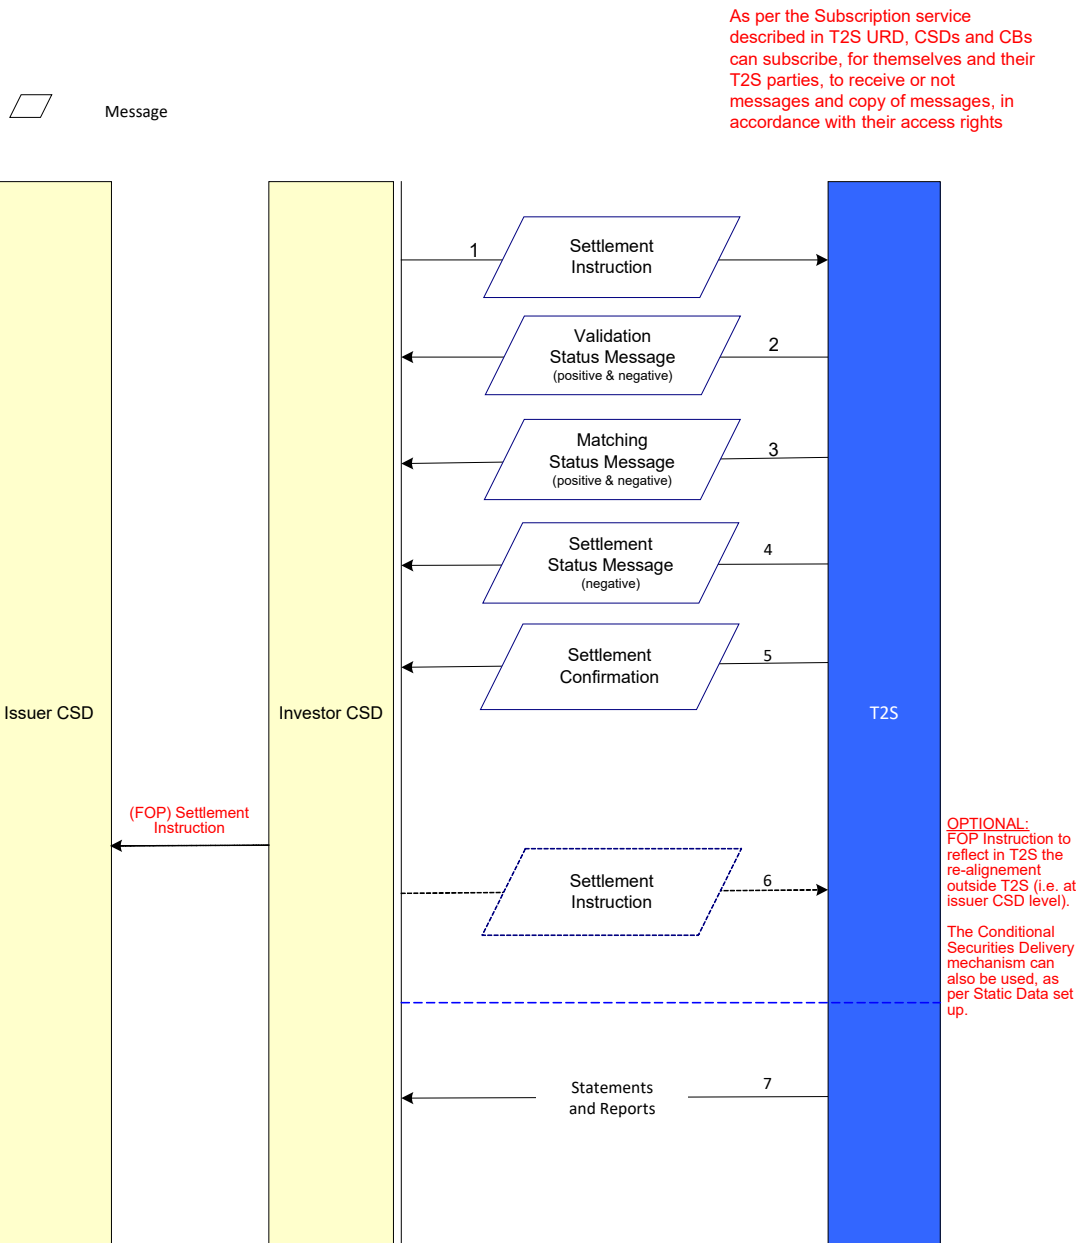 As per the Subscription service
described in T2S URD, CSDs and CBs
can subscribe, for themselves and their
T2S parties, to receive or not
messages and copy of messages, in
accordance with their access rights
Message
1
Settlement
Instruction
Validation
Status Message
(positive & negative)
2
Matching
Status Message
(positive & negative)
3
Settlement
Status Message
(negative)
4
Settlement
Confirmation
5
Issuer CSD
Investor CSD
T2S
(FOP) Settlement
Instruction
Settlement
Instruction
6
OPTIONAL:
FOP Instruction to
reflect in T2S the
re-alignement
outside T2S (i.e. at
issuer CSD level).
The Conditional
Securities Delivery
mechanism can
also be used, as
per Static Data set
up.
Statements
and Reports
7